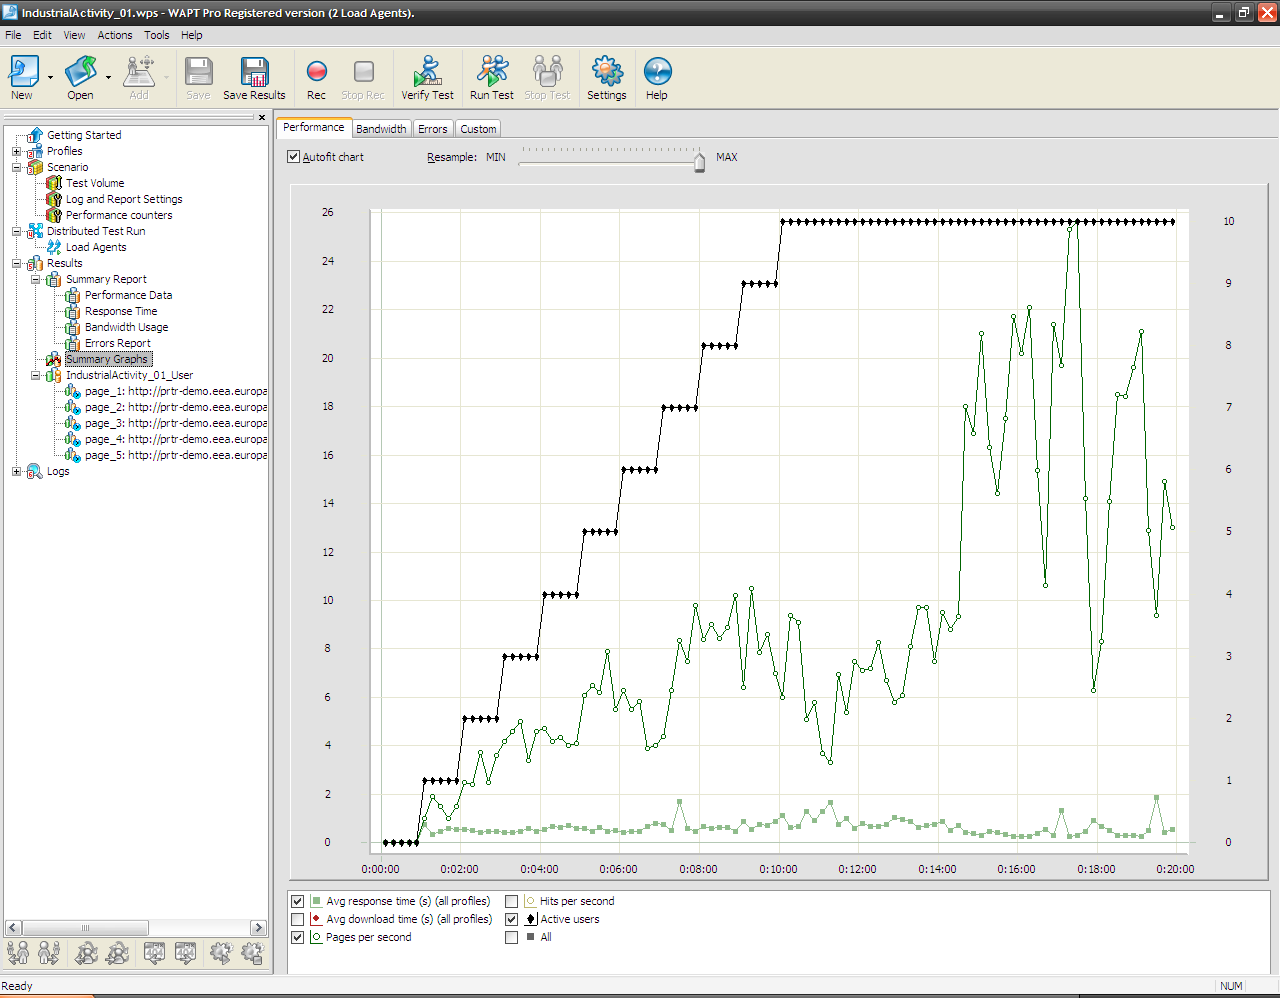 IndustrialActivity_01.wps - WAPT Pro Registered version (2 Load Agents).
File Edit View Actions Tools Help
New Open Add Save Save Results Rec Stop Rec Verify Test Run Test Stop Test Settings Help
Getting Started
Profiles
Scenario
Test Volume
Log and Report Settings
Performance counters
Distributed Test Run
Load Agents
Results
Summary Report
Performance Data
Response Time
Bandwidth Usage
Errors Report
Summary Graphs
IndustrialActivity_01_User
page_1: http://prtr-demo.eea.europa
page_2: http://prtr-demo.eea.europa
page_3: http://prtr-demo.eea.europa
page_4: http://prtr-demo.eea.europa
page_5: http://prtr-demo.eea.europa
Logs
Performance Bandwidth Errors Custom
Autofit chart Resample: MIN MAX
26
24
22
20
18
16
14
12
10
8
6
4
2
0
10
9
8
7
6
5
4
3
2
1
0
0:00:00 0:02:00 0:04:00 0:06:00 0:08:00 0:10:00 0:12:00 0:14:00 0:16:00 0:18:00 0:20:00
Avg response time (s) (all profiles) Hits per second
Avg download time (s) (all profiles) Active users
Pages per second All
Ready NUM